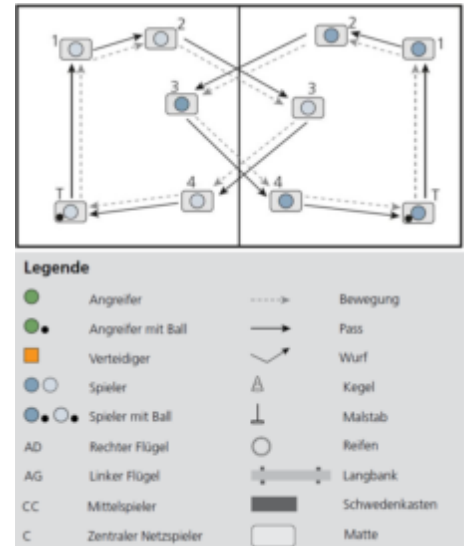 2 2
1 1
3 3
4 4
T T
Legende
Angreifer Bewegung
Angreifer mit Ball Pass
Verteidiger Wurf
Spieler Kegel
Spieler mit Ball Malstab
AD Rechter Flügel Reifen
AG Linker Flügel Langbank
CC Mittelspieler Schwedenkasten
C Zentraler Netzspieler Matte